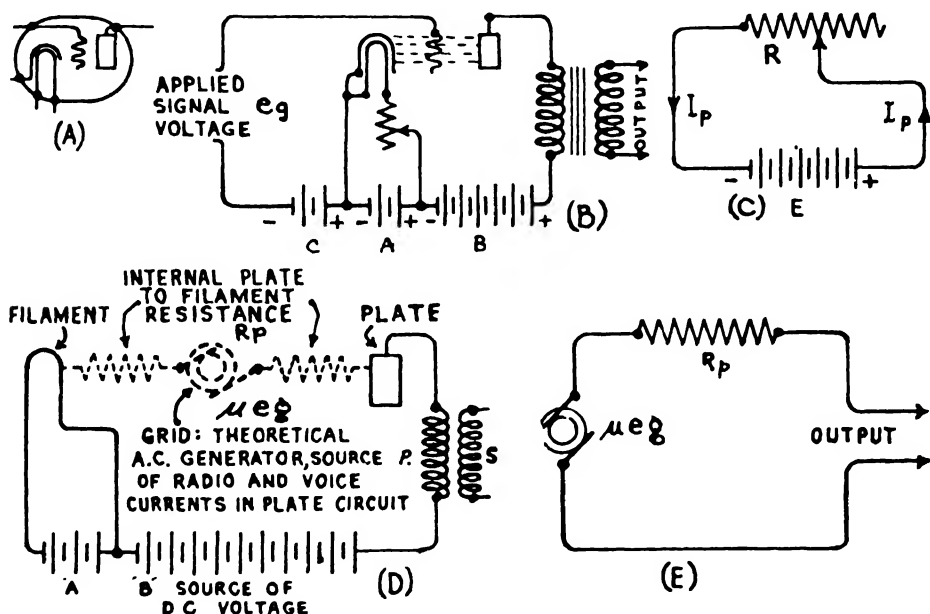 (A)
APPLIED
SIGNAL eg
VOLTAGE
- + - + - +
C A B
(B)
OUTPUT
R
Ip Ip
- +
(C) E
INTERNAL PLATE
TO FILAMENT
RESISTANCE
Rp
FILAMENT
PLATE
μeg
GRID: THEORETICAL
A.C. GENERATOR, SOURCE
OF RADIO AND VOICE
CURRENTS IN PLATE CIRCUIT
P. S
"A" "B" SOURCE OF
D C VOLTAGE
(D)
Rp
μeg
OUTPUT
(E)